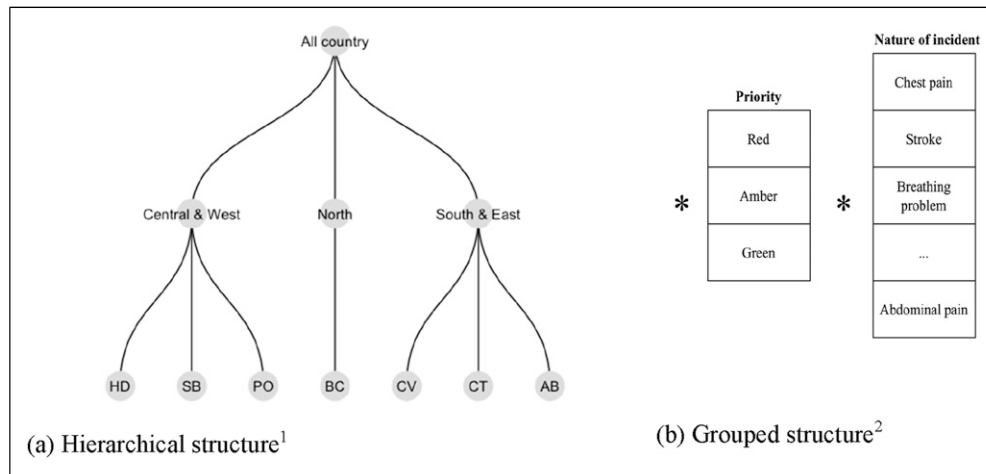 All country
Central & West
North
South & East
HD
SB
PO
BC
CV
CT
AB
(a) Hierarchical structure¹
*
Priority
Red
Amber
Green
*
Nature of incident
Chest pain
Stroke
Breathing
problem
...
Abdominal pain
(b) Grouped structure²